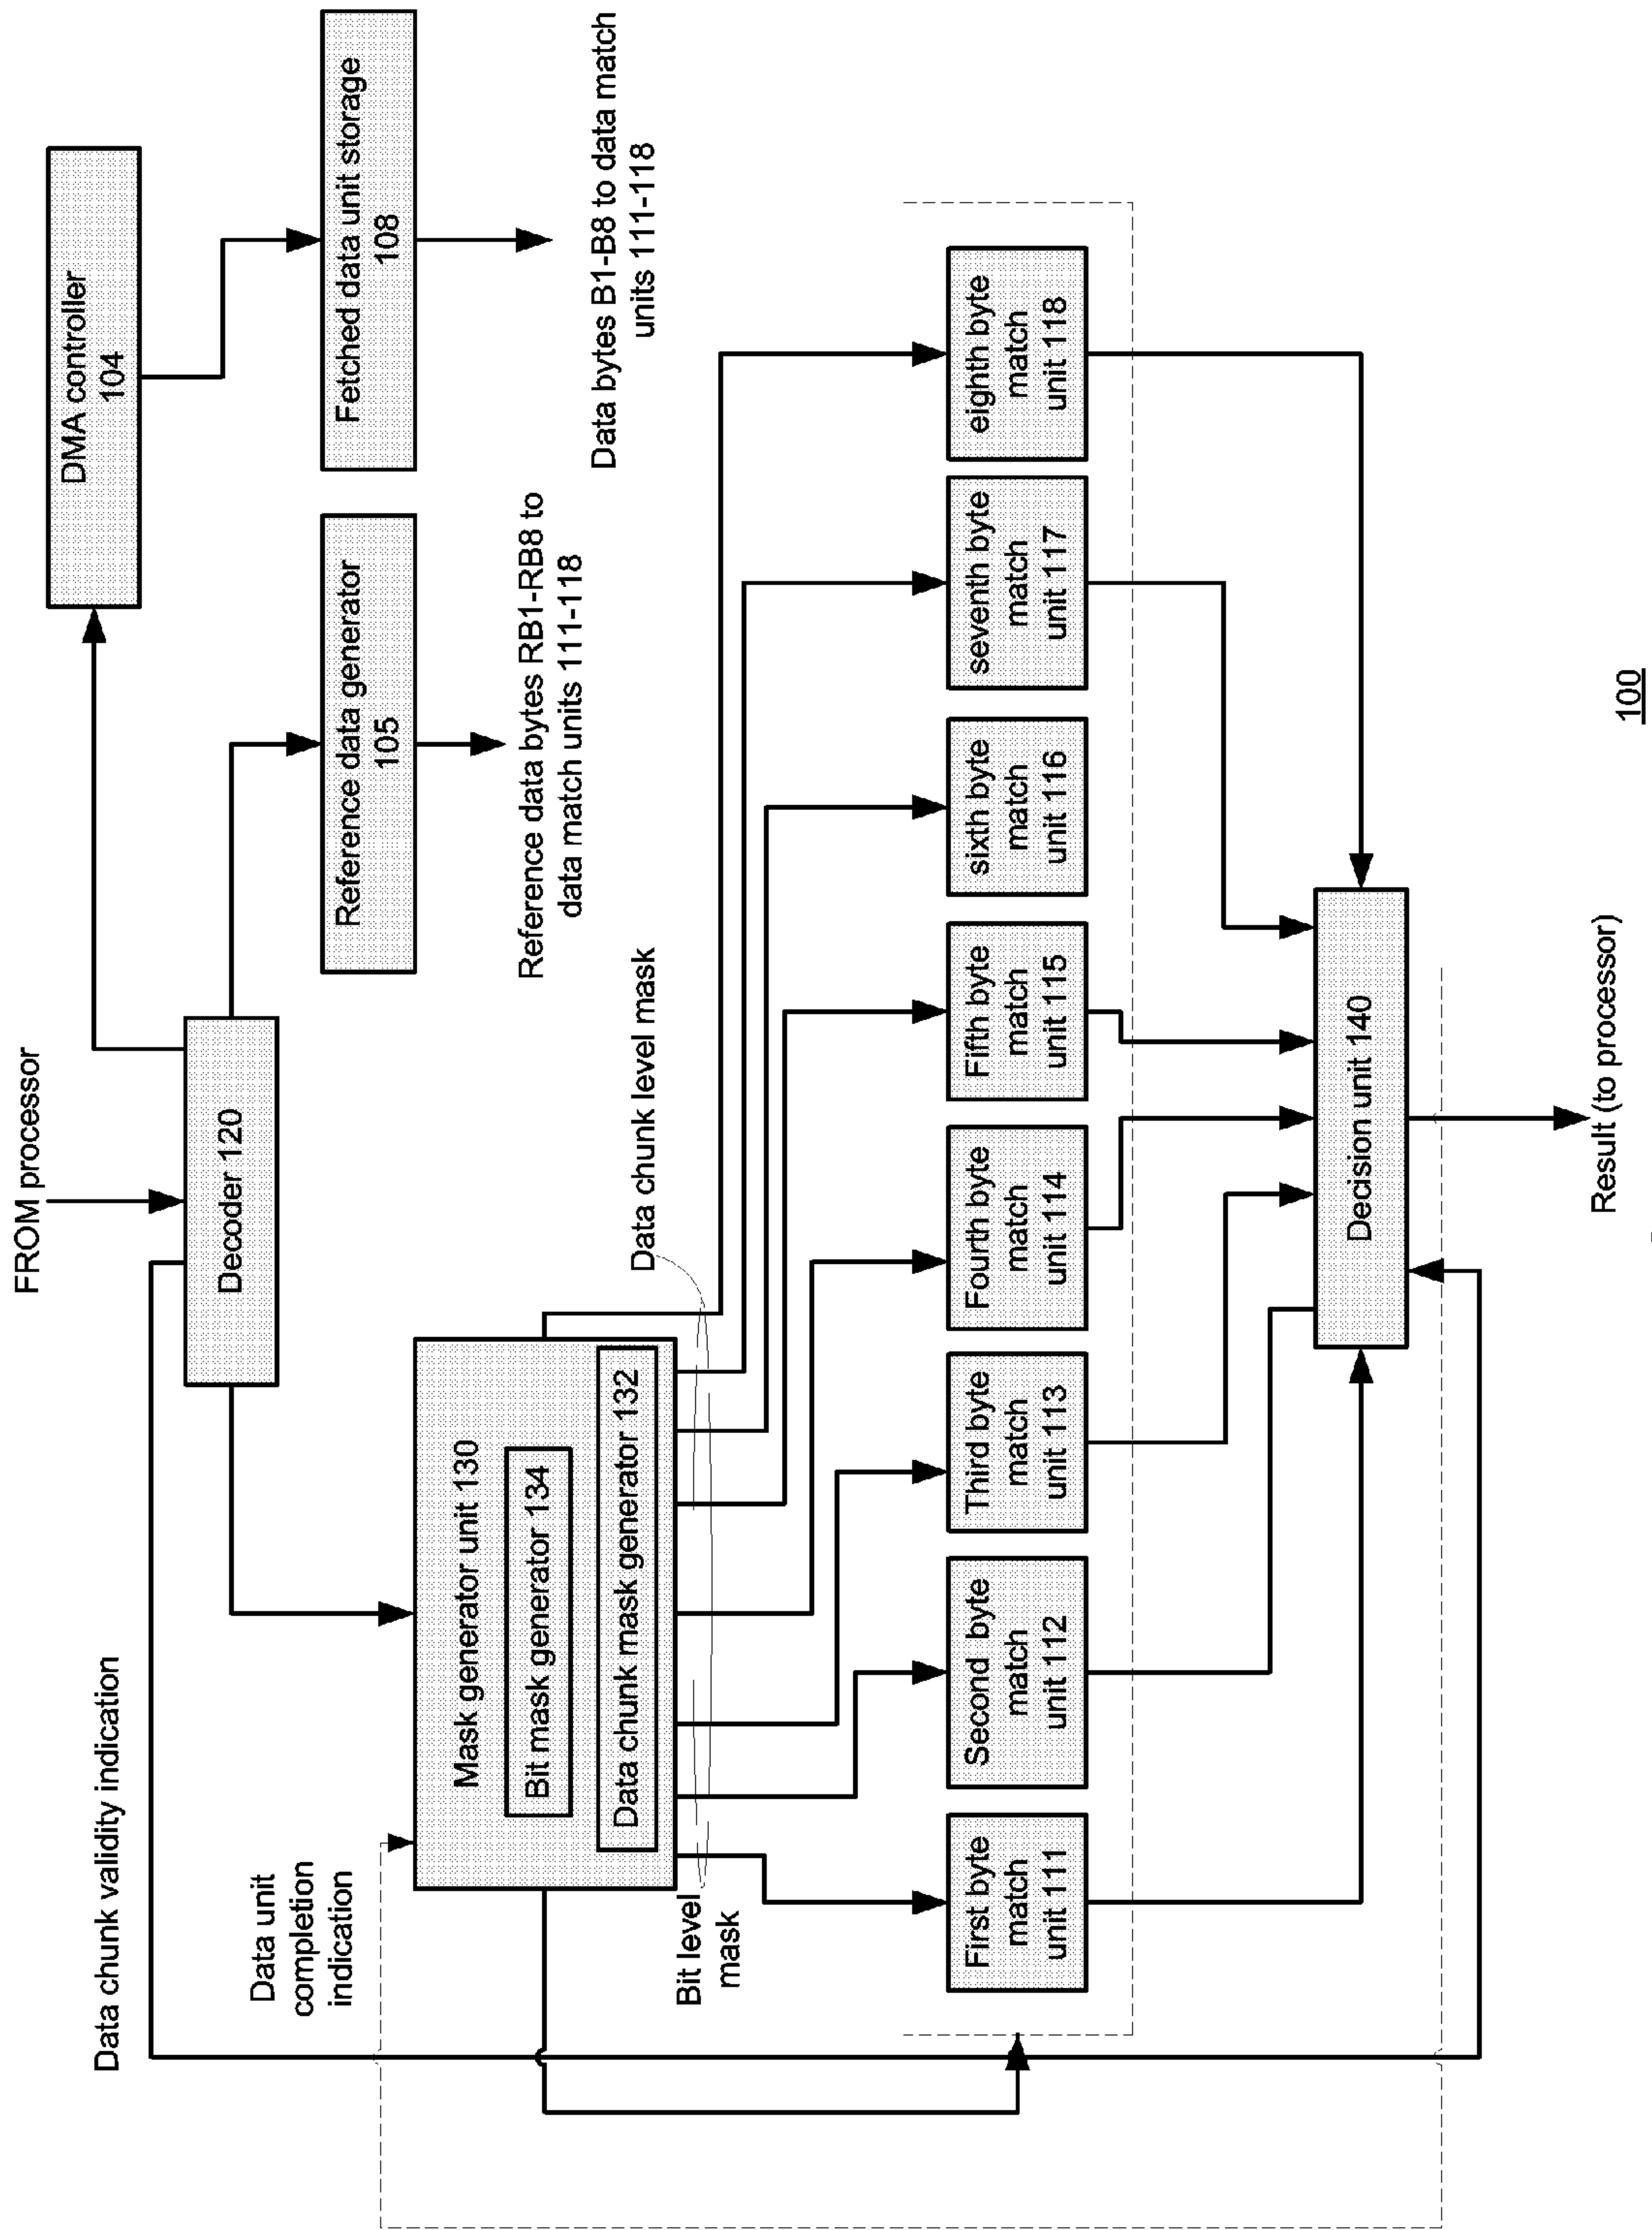 FROM processor
DMA controller
104
Data chunk validity indication
Decoder 120
Reference data generator
105
Fetched data unit storage
108
Data unit
completion
indication
Mask generator unit 130
Bit mask generator 134
Data chunk mask generator 132
Reference data bytes RB1-RB8 to
data match units 111-118
Data bytes B1-B8 to data match
units 111-118
Bit level
mask
Data chunk level mask
First byte
match
unit 111
Second byte
match
unit 112
Third byte
match
unit 113
Fourth byte
match
unit 114
Fifth byte
match
unit 115
sixth byte
match
unit 116
seventh byte
match
unit 117
eighth byte
match
unit 118
Decision unit 140
Result (to processor)
100